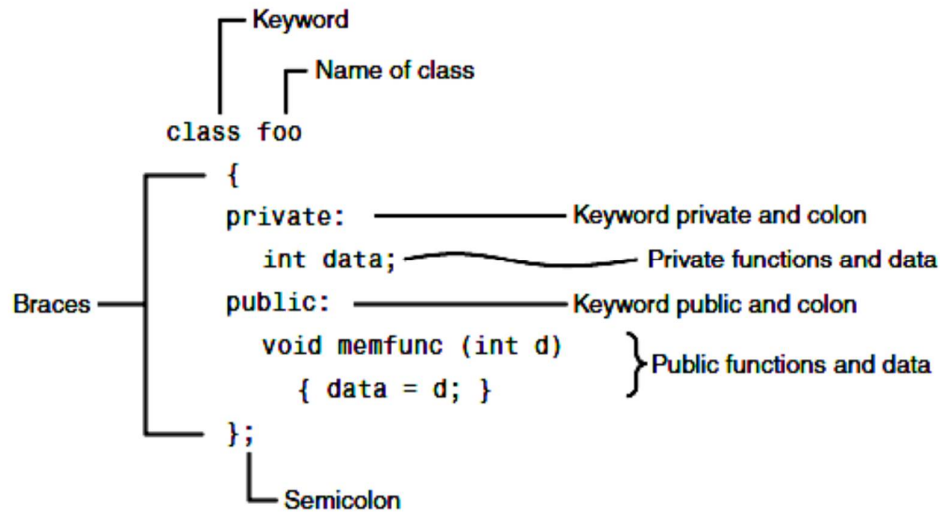 Keyword
Name of class
class foo
{
private:
Keyword private and colon
int data;
Private functions and data
Braces
public:
Keyword public and colon
void memfunc (int d)
{ data = d; }
Public functions and data
};
Semicolon